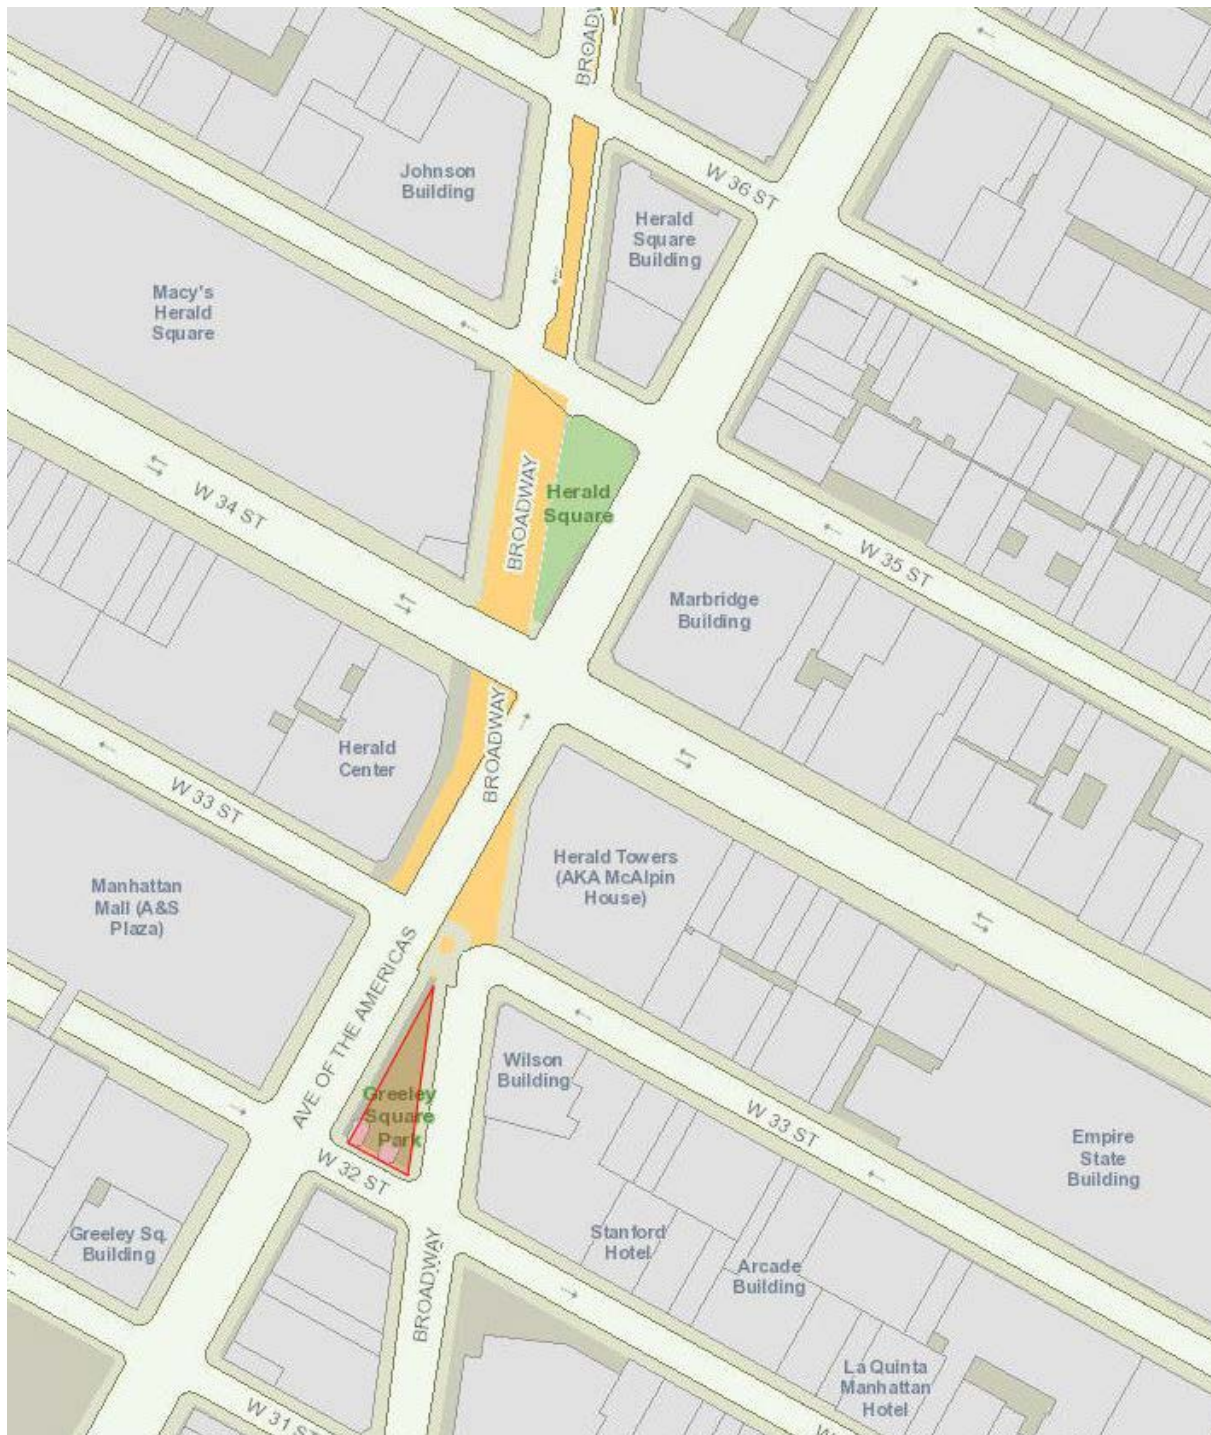 BROADW
W 36 ST
Johnson
Building
Herald
Square
Building
Macy's
Herald
Square
BROADWAY
Herald
Square
W 34 ST
W 35 ST
Marbridge
Building
BROADWAY
Herald
Center
W 33 ST
Herald Towers
(AKA McAlpin
House)
Manhattan
Mall (A&S
Plaza)
AVE OF THE AMERICAS
Wilson
Building
Greeley
Square
Park
W 33 ST
Empire
State
Building
W 32 ST
Greeley Sq.
Building
Stanford
Hotel
BROADWAY
Arcade
Building
La Quinta
Manhattan
Hotel
W 31 ST